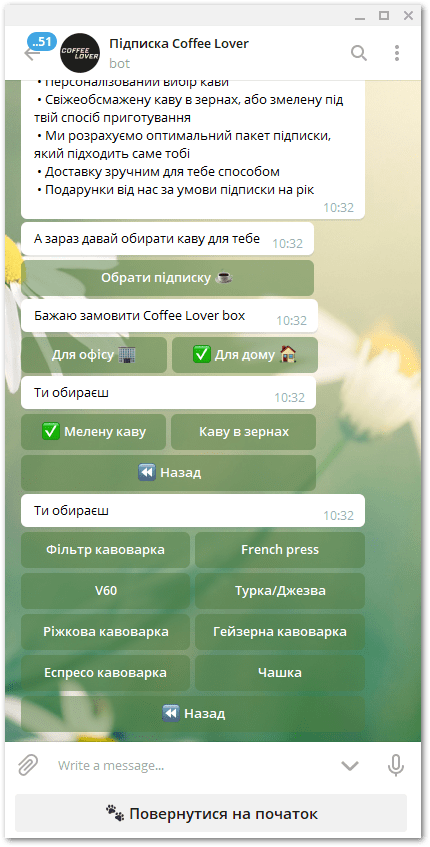 ..51
COFFEE
LOVER
Підписка Coffee Lover
bot
• Персоналізований вибір кави
• Свіжеобсмажену каву в зернах, або змелену під
твій спосіб приготування
• Ми розрахуємо оптимальний пакет підписки,
який підходить саме тобі
• Доставку зручним для тебе способом
• Подарунки від нас за умови підписки на рік
10:32
А зараз давай обирати каву для тебе 10:32
Обрати підписку ☕
Бажаю замовити Coffee Lover box 10:32
Для офісу 🏢 ✅ Для дому 🏠
Ти обираєш 10:32
✅ Мелену каву Каву в зернах
⏪ Назад
Ти обираєш 10:32
Фільтр кавоварка French press
V60 Турка/Джезва
Ріжкова кавоварка Гейзерна кавоварка
Еспресо кавоварка Чашка
⏪ Назад
Write a message...
🐾 Повернутися на початок